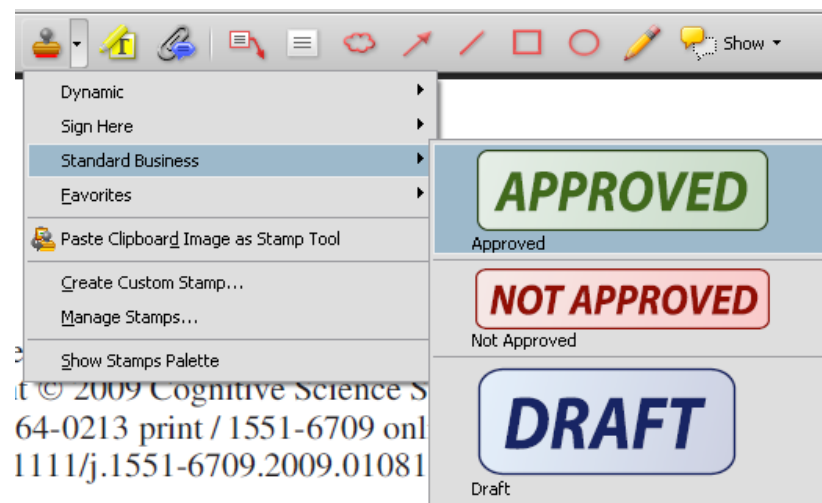 T
Show
Dynamic
Sign Here
Standard Business
Favorites
Paste Clipboard Image as Stamp Tool
Create Custom Stamp...
Manage Stamps...
Show Stamps Palette
APPROVED
Approved
NOT APPROVED
Not Approved
DRAFT
Draft
© 2009 Cognitive Science S
64-0213 print / 1551-6709 onl
1111/j.1551-6709.2009.01081